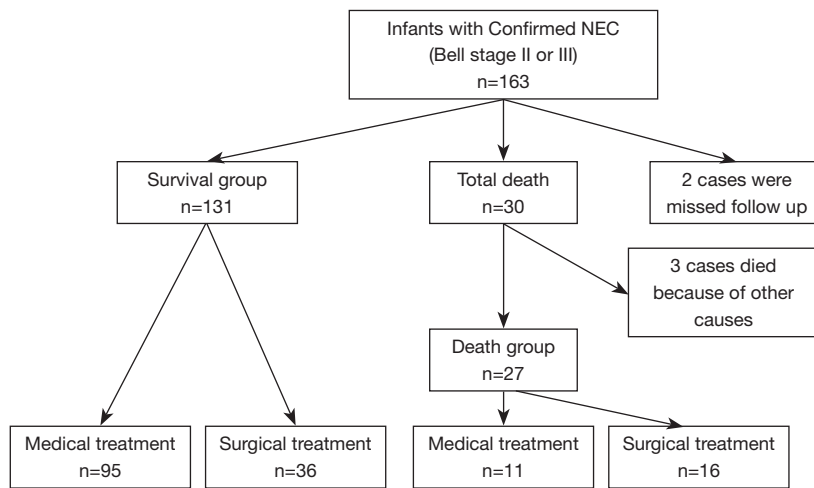 Infants with Confirmed NEC
(Bell stage II or III)
n=163
Survival group
n=131
Total death
n=30
2 cases were
missed follow up
3 cases died
because of other
causes
Death group
n=27
Medical treatment
n=95
Surgical treatment
n=36
Medical treatment
n=11
Surgical treatment
n=16